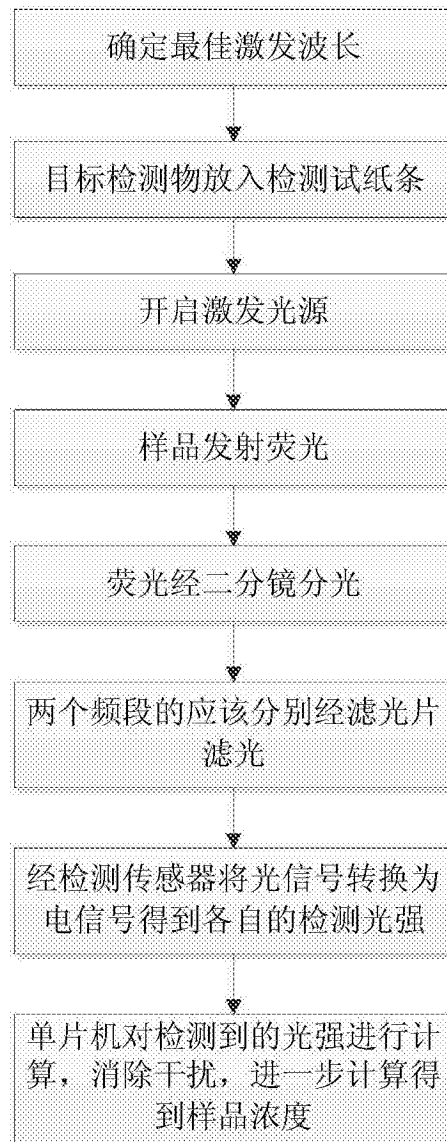 确定最佳激发波长
目标检测物放入检测试纸条
开启激发光源
样品发射荧光
荧光经二分镜分光
两个频段的应该分别经滤光片
滤光
经检测传感器将光信号转换为
电信号得到各自的检测光强
单片机对检测到的光强进行计
算，消除干扰，进一步计算得
到样品浓度